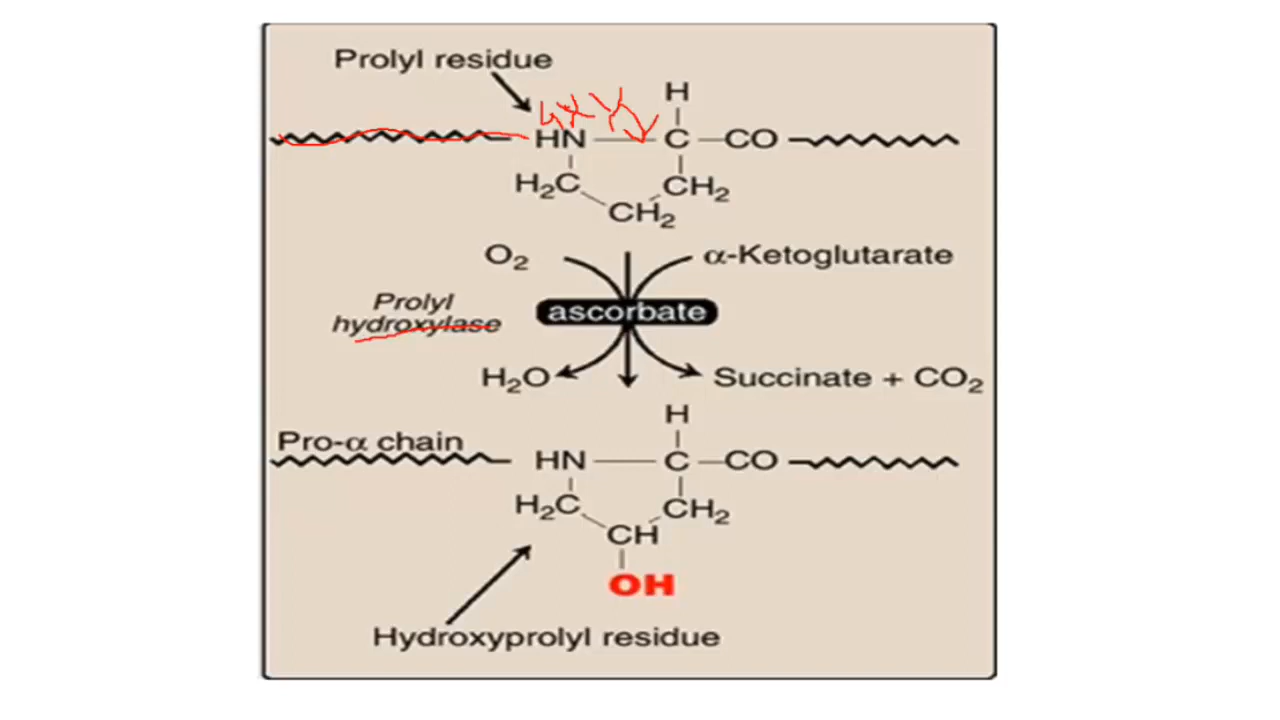 Prolyl residue
H
HN C CO
H₂C CH₂
CH₂
O₂ α-Ketoglutarate
Prolyl
hydroxylase
ascorbate
H₂O Succinate + CO₂
H
Pro-α chain
HN C CO
H₂C CH₂
CH
OH
Hydroxyprolyl residue